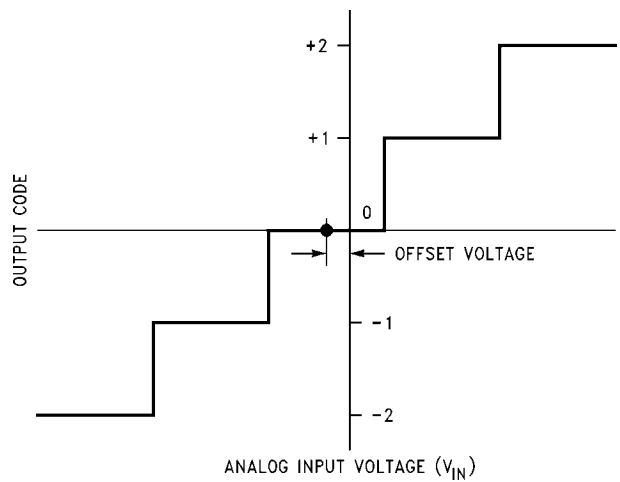 +2
+1
0
OUTPUT CODE
OFFSET VOLTAGE
-1
-2
ANALOG INPUT VOLTAGE (VIN)